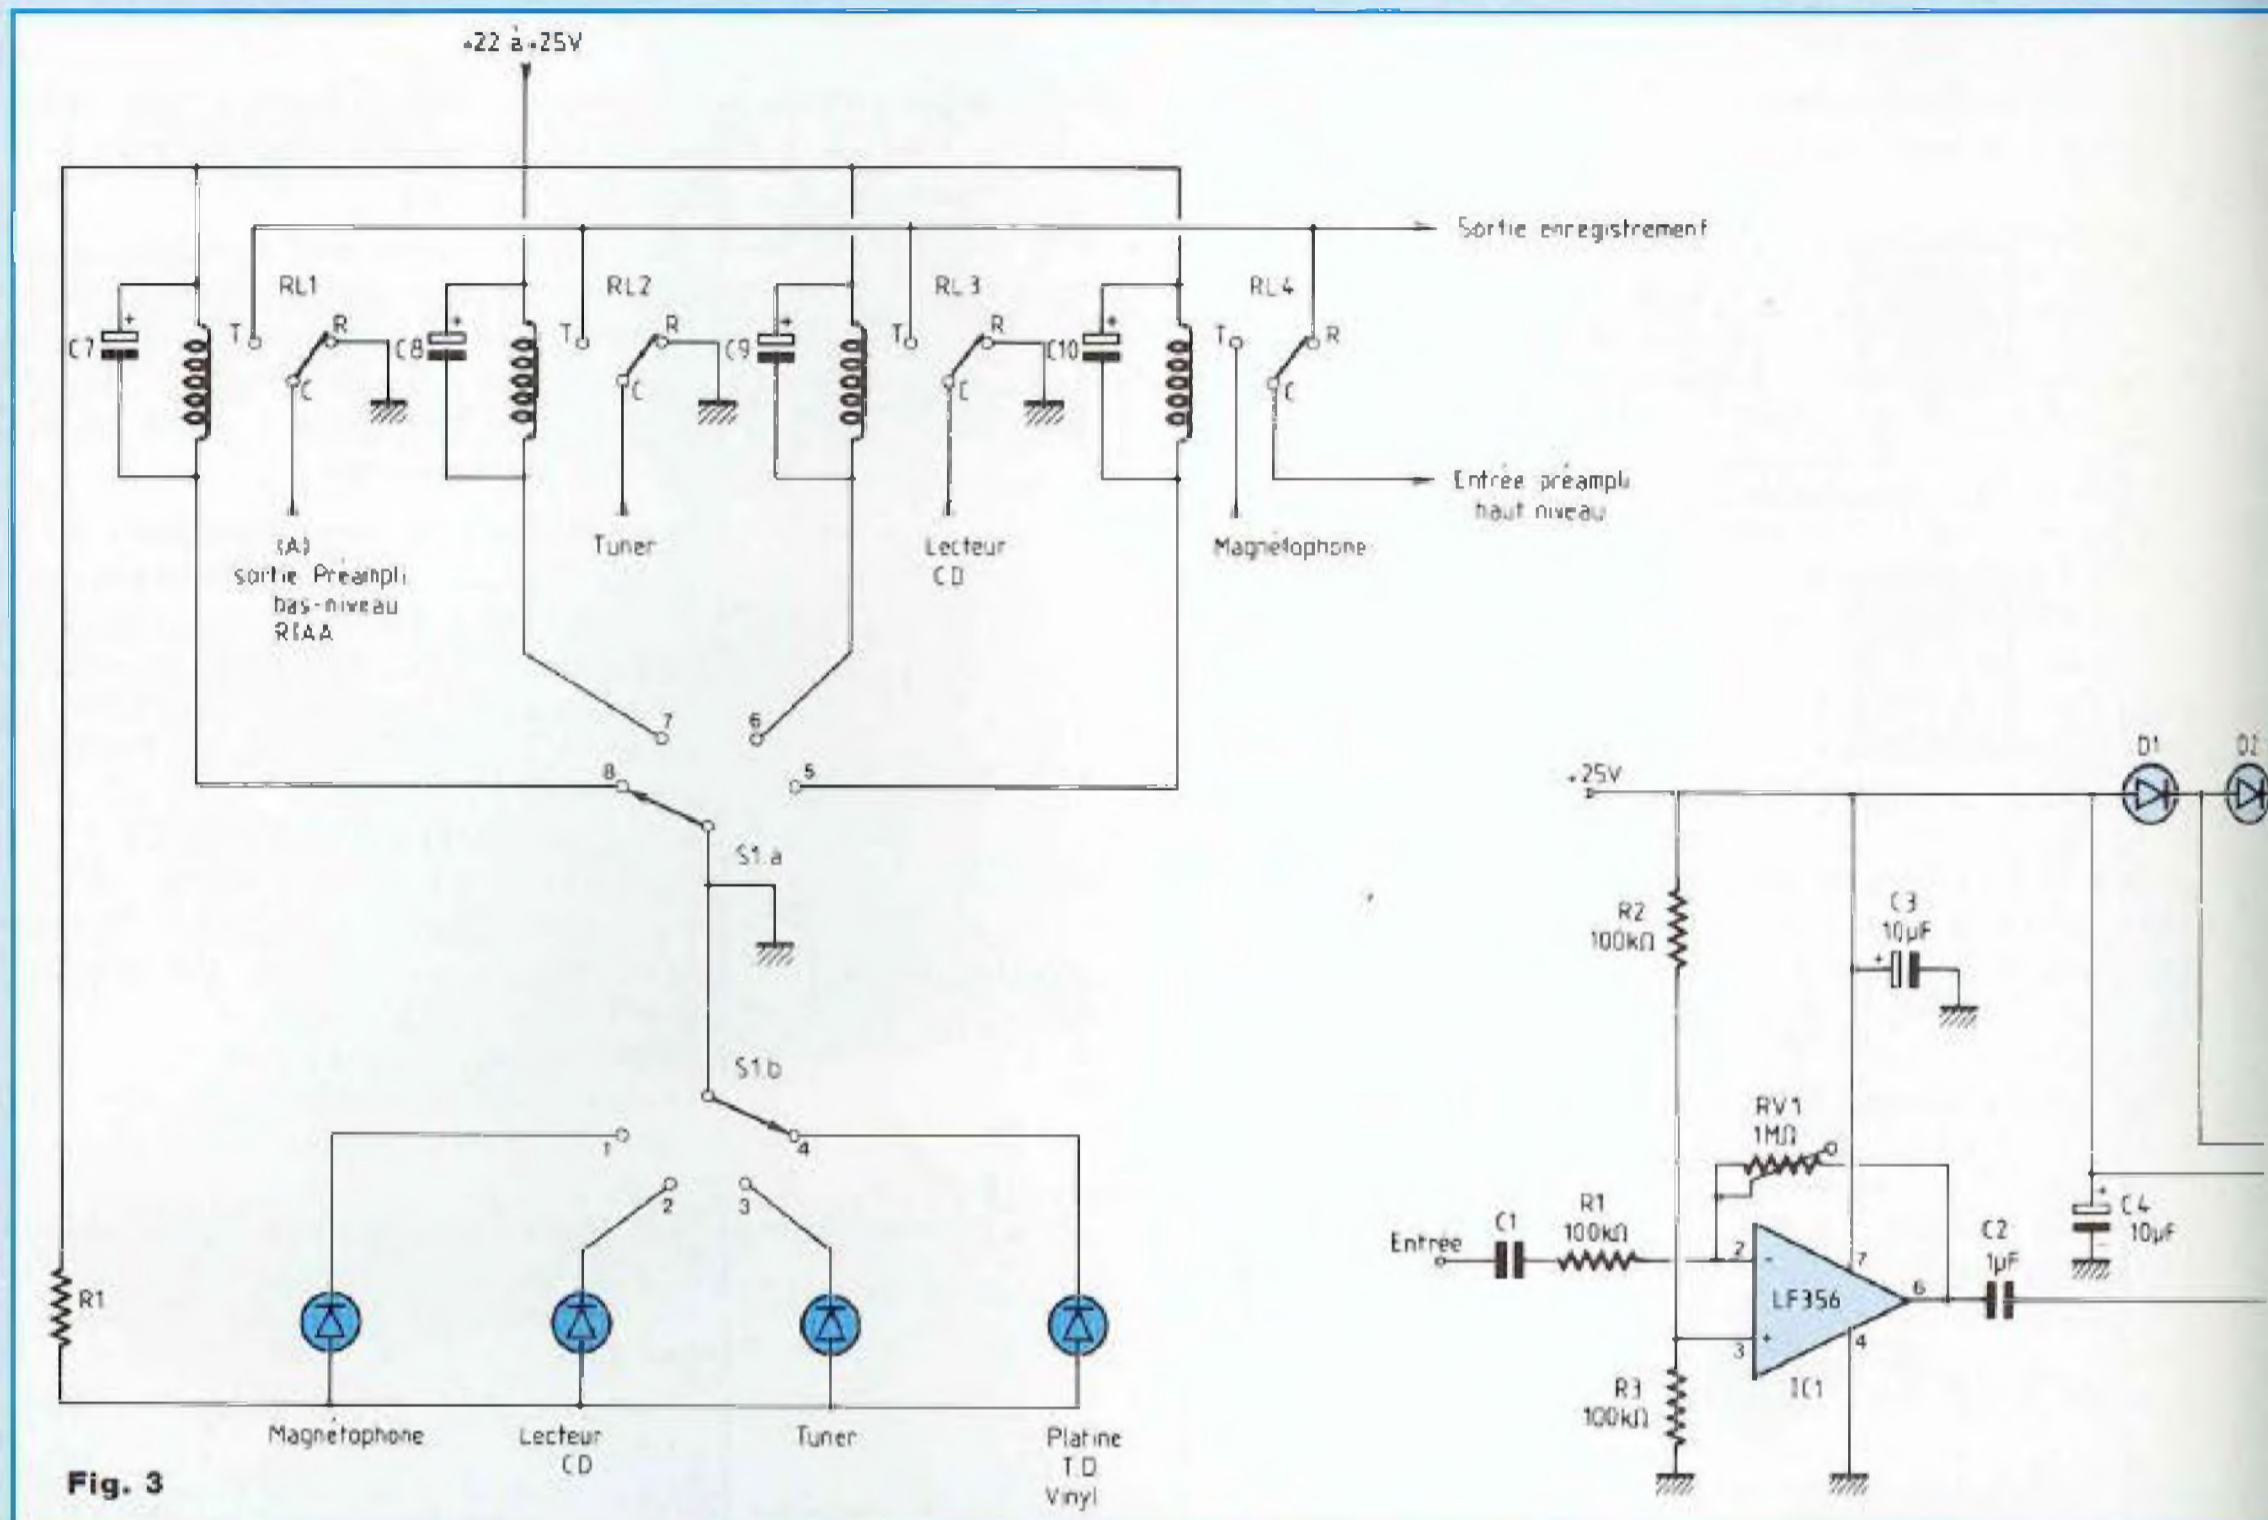 +22 à +25V
Sortie enregistrement
RL1
RL2
RL3
RL4
C7
+
T
R
C
C8
+
T
R
C
C9
+
T
R
C
C10
+
T
R
C
Entrée préampli
haut niveau
(A)
sortie Préampli
bas-niveau
RIAA
Tuner
Lecteur
CD
Magnétophone
7
6
8
5
S1.a
S1.b
1
4
2
3
R1
Magnétophone
Lecteur
CD
Tuner
Platine
T.D
Vinyl
Fig. 3
+25V
D1
D2
R2
100kΩ
C3
10µF
+
RV1
1MΩ
Entrée
C1
R1
100kΩ
2
-
7
LF356
6
3
+
4
IC1
C2
1µF
+
C4
10µF
R3
100kΩ